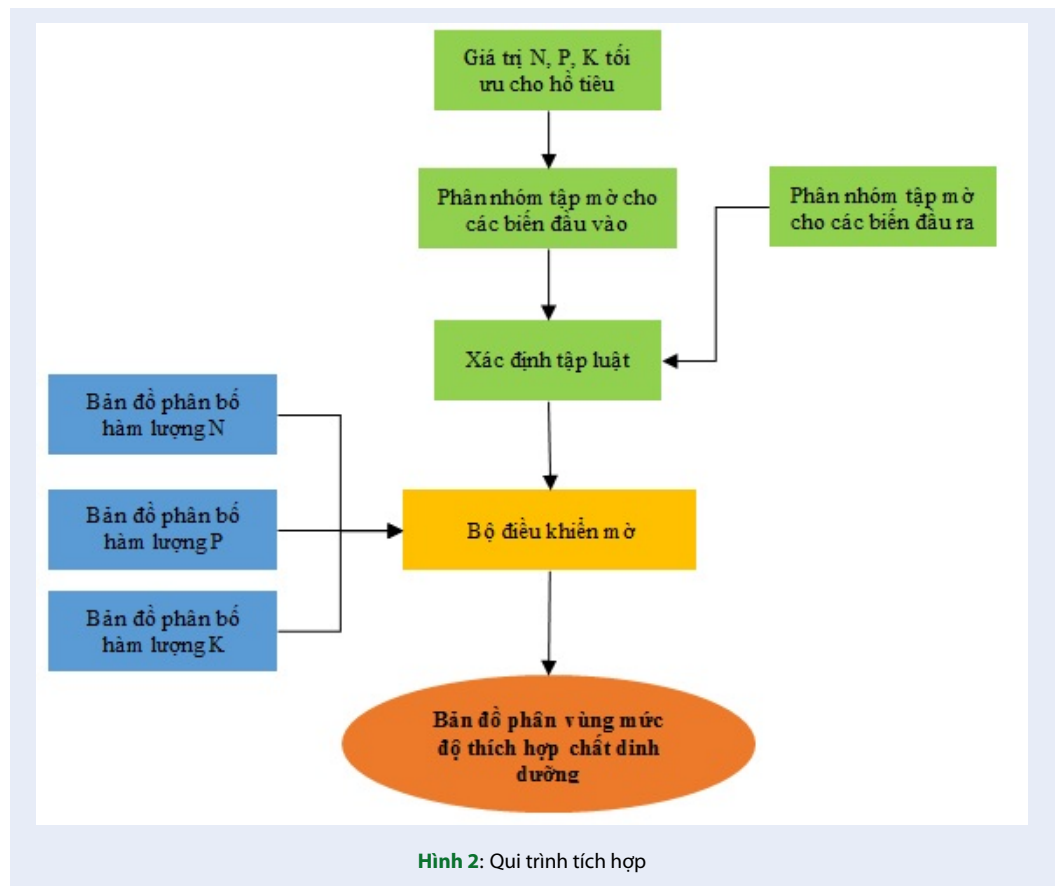 Giá trị N, P, K tối
ưu cho hồ tiêu
Phân nhóm tập mờ cho
các biến đầu vào
Phân nhóm tập mờ
cho các biến đầu ra
Xác định tập luật
Bản đồ phân bố
hàm lượng N
Bản đồ phân bố
hàm lượng P
Bản đồ phân bố
hàm lượng K
Bộ điều khiển mờ
Bản đồ phân vùng mức
độ thích hợp chất dinh
dưỡng
Hình 2: Qui trình tích hợp